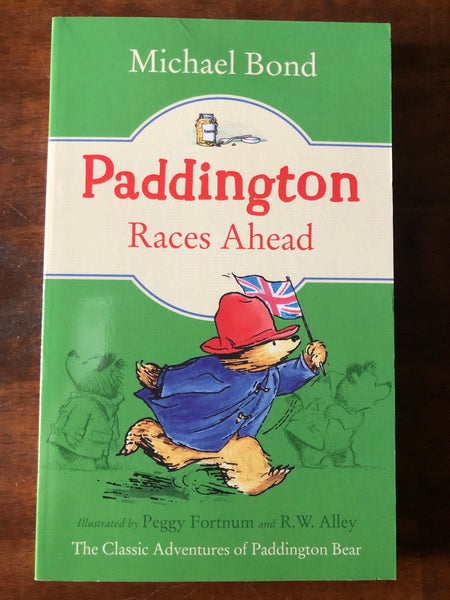 Michael Bond
Paddington
Races Ahead
Illustrated by Peggy Fortnum and R.W. Alley
The Classic Adventures of Paddington Bear